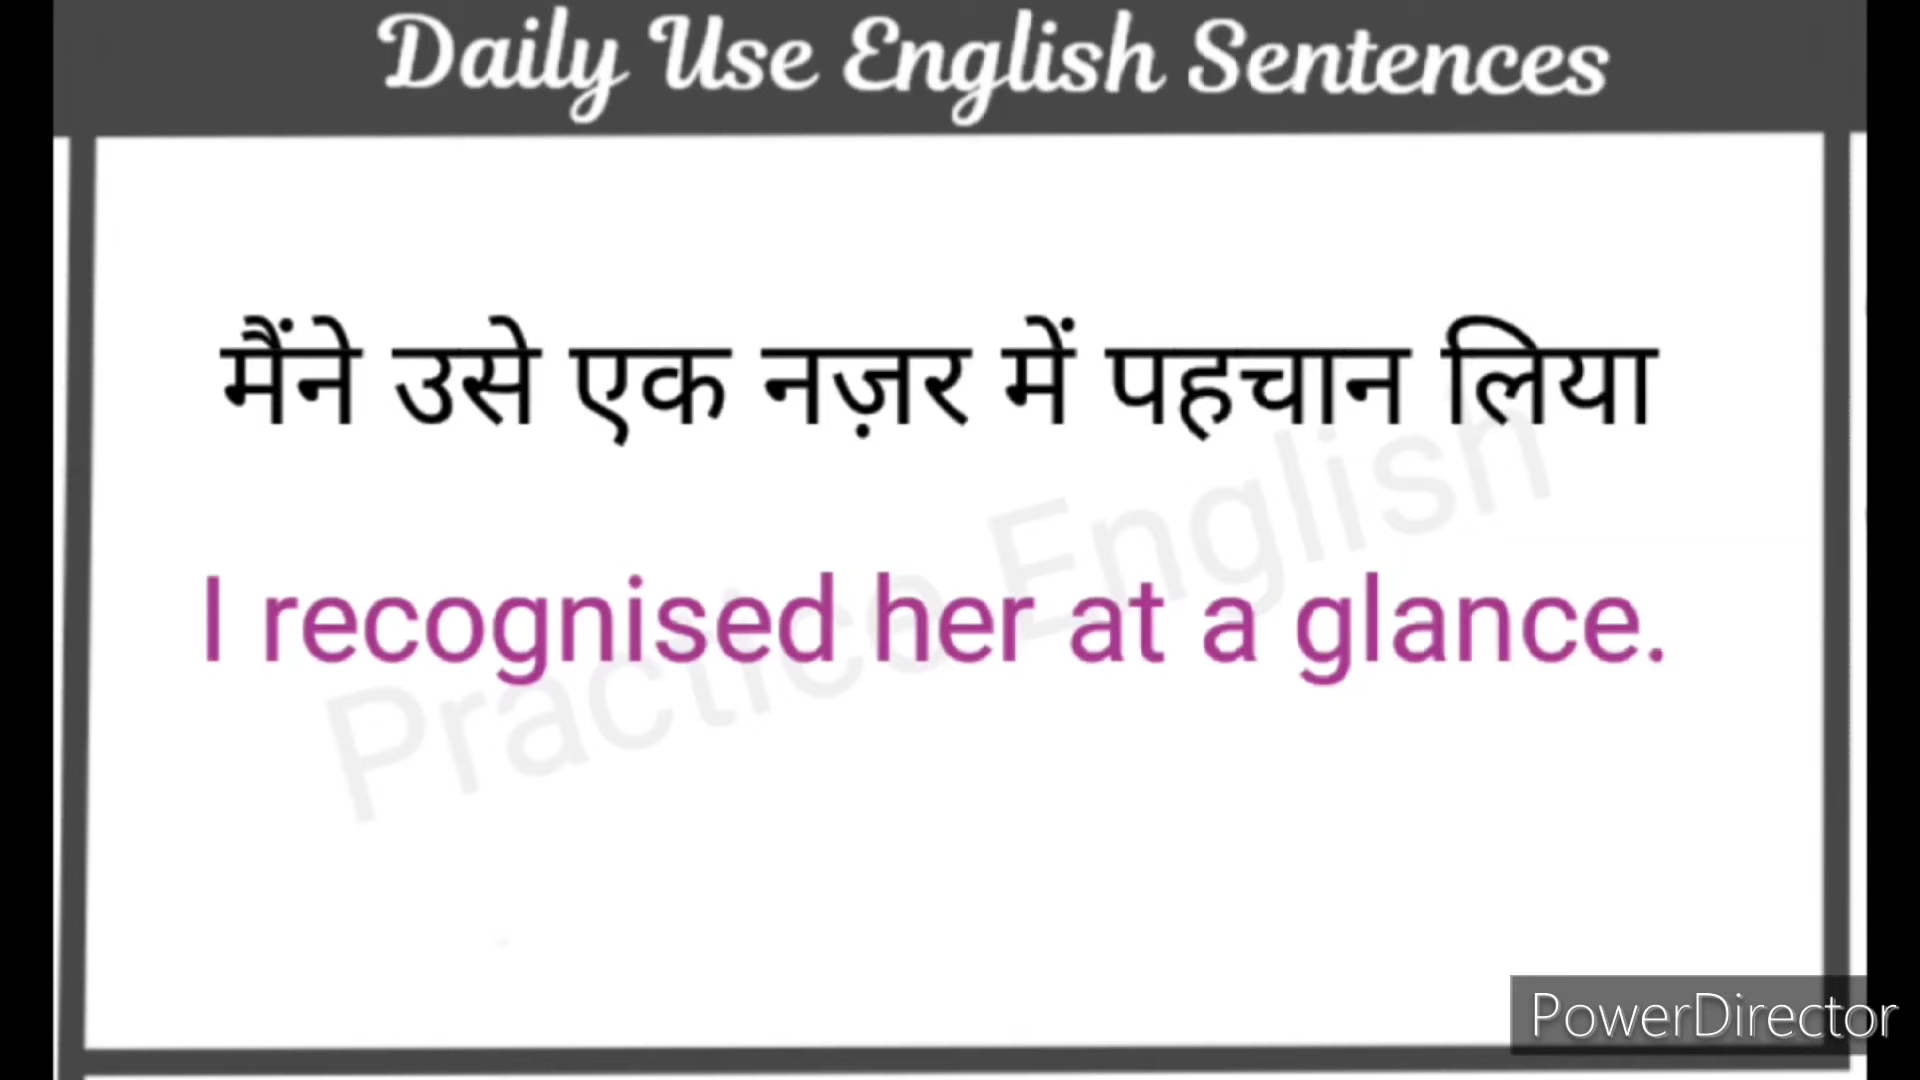 Daily Use English Sentences
मैंने उसे एक नज़र में पहचान लिया
I recognised her at a glance.
Practice English
PowerDirector